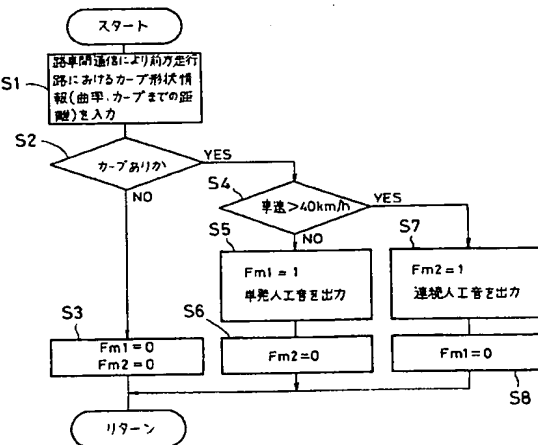 スタート
S1
路車間通信により前方走行
路におけるカーブ形状情
報(曲率、カーブまでの距
離)を入力
S2
カーブありか
YES
NO
S4
車速>40km/h
YES
NO
S5
Fm1=1
単発人工音を出力
S7
Fm2=1
連続人工音を出力
S3
Fm1=0
Fm2=0
S6
Fm2=0
Fm1=0
S8
リターン